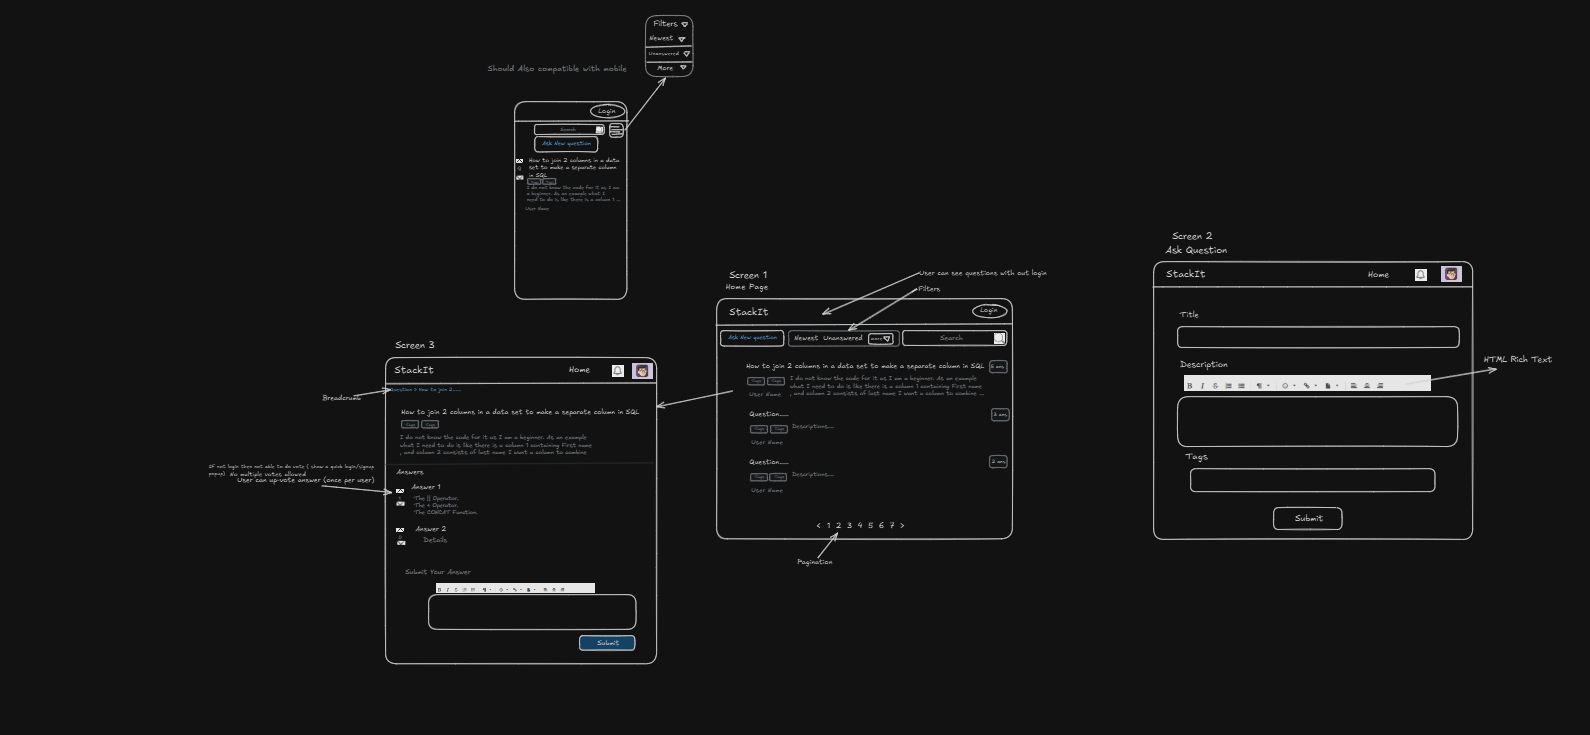 Filters
Newest
Unanswered
More
Should Also compatible with mobile
Login
Search
Ask New question
How to join 2 columns in a data
set to make a separate column
in SQL
Tags Tags
I do not know the code for it as I am
a beginner. As an example what I
need to do is like there is a column 1 ...
User Name
Screen 1
Home Page
User can see questions with out login
Filters
StackIt
Login
Ask New question
Newest Unanswered
more
Search
How to join 2 columns in a data set to make a separate column in SQL
5 ans
Tags Tags
I do not know the code for it as I am a beginner. As an example
what I need to do is like there is a column 1 containing First name
, and column 2 consists of last name I want a column to combine ...
User Name
Question.....
3 ans
Tags Tags
Descriptions....
User Name
Question.....
2 ans
Tags Tags
Descriptions....
User Name
< 1 2 3 4 5 6 7 >
Pagination
Screen 2
Ask Question
StackIt
Home
Title
Description
B I S
HTML Rich Text
Tags
Submit
Screen 3
StackIt
Home
Question > How to join 2.....
Breadcrumb
How to join 2 columns in a data set to make a separate column in SQL
Tags Tags
I do not know the code for it as I am a beginner. As an example
what I need to do is like there is a column 1 containing First name
, and column 2 consists of last name I want a column to combine
Answers
If not login then not able to do vote ( show a quick login/signup
popup) No multiple votes allowed
User can up-vote answer (once per user)
Answer 1
The || Operator.
The + Operator.
The CONCAT Function.
Answer 2
Details
Submit Your Answer
B I S
Submit